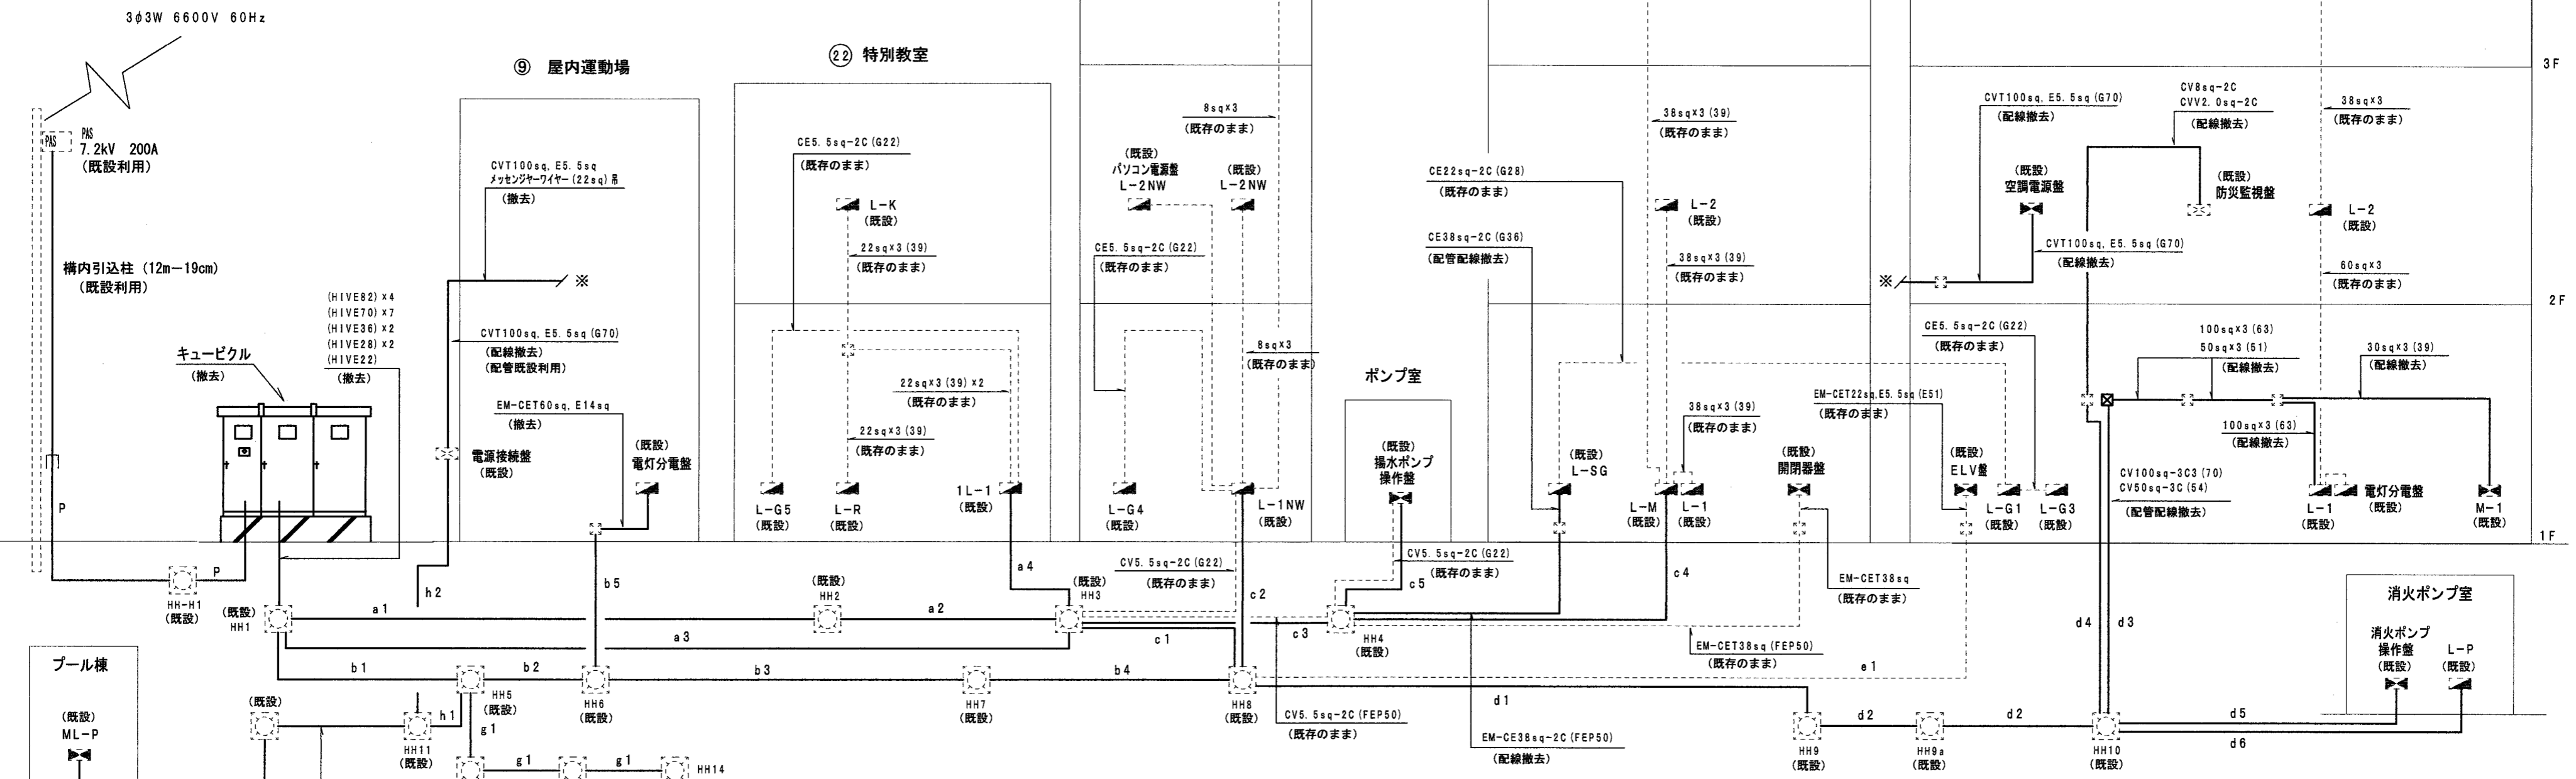 3φ3W 6600V 60Hz
PAS
PAS
7.2kV 200A
(既設利用)
構内引込柱 (12m−19cm)
(既設利用)
P
P
HH-H1
(既設)
キュービクル
(撤去)
(HIVE82)×4
(HIVE70)×7
(HIVE36)×2
(HIVE28)×2
(HIVE22)
(撤去)
(既設)
HH1
プール棟
(既設)
ML−P
(既設)
⑨ 屋内運動場
CVT100sq, E5.5sq
メッセンジャーワイヤー(22sq)吊
(撤去)
※
CVT100sq, E5.5sq(G70)
(配線撤去)
(配管既設利用)
EM-CET60sq, E14sq
(撤去)
電源接続盤
(既設)
(既設)
電灯分電盤
h2
b5
a1
a3
b1
b2
b3
b4
h1
g1
g1
g1
HH5
(既設)
HH6
(既設)
HH11
(既設)
HH14
㉒ 特別教室
CE5.5sq-2C(G22)
(既存のまま)
L−K
(既設)
22sq×3(39)
(既存のまま)
22sq×3(39)×2
(既存のまま)
22sq×3(39)
(既存のまま)
L−G5
(既設)
L−R
(既設)
1L−1
(既設)
(既設)
HH2
a2
a4
(既設)
HH3
HH7
(既設)
8sq×3
(既存のまま)
(既設)
パソコン電源盤
L−2NW
(既設)
L−2NW
CE5.5sq-2C(G22)
(既存のまま)
8sq×3
(既存のまま)
L−G4
(既設)
L−1NW
(既設)
CV5.5sq-2C(G22)
(既存のまま)
c2
c1
c3
HH8
(既設)
CV5.5sq-2C(FEP50)
(既存のまま)
ポンプ室
(既設)
揚水ポンプ
操作盤
CV5.5sq-2C(G22)
(既存のまま)
c5
HH4
(既設)
CE22sq-2C(G28)
(既存のまま)
CE38sq-2C(G36)
(配管配線撤去)
38sq×3(39)
(既存のまま)
L−2
(既設)
38sq×3(39)
(既存のまま)
38sq×3(39)
(既存のまま)
(既設)
L−SG
L−M
(既設)
L−1
(既設)
(既設)
開閉器盤
c4
EM-CET38sq
(既存のまま)
EM-CET38sq(FEP50)
(既存のまま)
EM-CE38sq-2C(FEP50)
(配線撤去)
e1
d1
3F
2F
1F
CVT100sq, E5.5sq(G70)
(配線撤去)
CV8sq-2C
CVV2.0sq-2C
(配線撤去)
38sq×3
(既存のまま)
(既設)
空調電源盤
(既設)
防災監視盤
L−2
(既設)
CVT100sq, E5.5sq(G70)
(配線撤去)
※
60sq×3
(既存のまま)
CE5.5sq-2C(G22)
(既存のまま)
100sq×3(63)
50sq×3(51)
(配線撤去)
30sq×3(39)
(配線撤去)
EM-CET22sq,E5.5sq(E51)
(既存のまま)
100sq×3(63)
(配線撤去)
(既設)
ELV盤
L−G1
(既設)
L−G3
(既設)
CV100sq-3C3(70)
CV50sq-3C(54)
(配管配線撤去)
L−1
(既設)
電灯分電盤
(既設)
M−1
(既設)
d4
d3
消火ポンプ室
消火ポンプ
操作盤
(既設)
L−P
(既設)
d2
d2
d5
d6
HH9
(既設)
HH9a
(既設)
HH10
(既設)